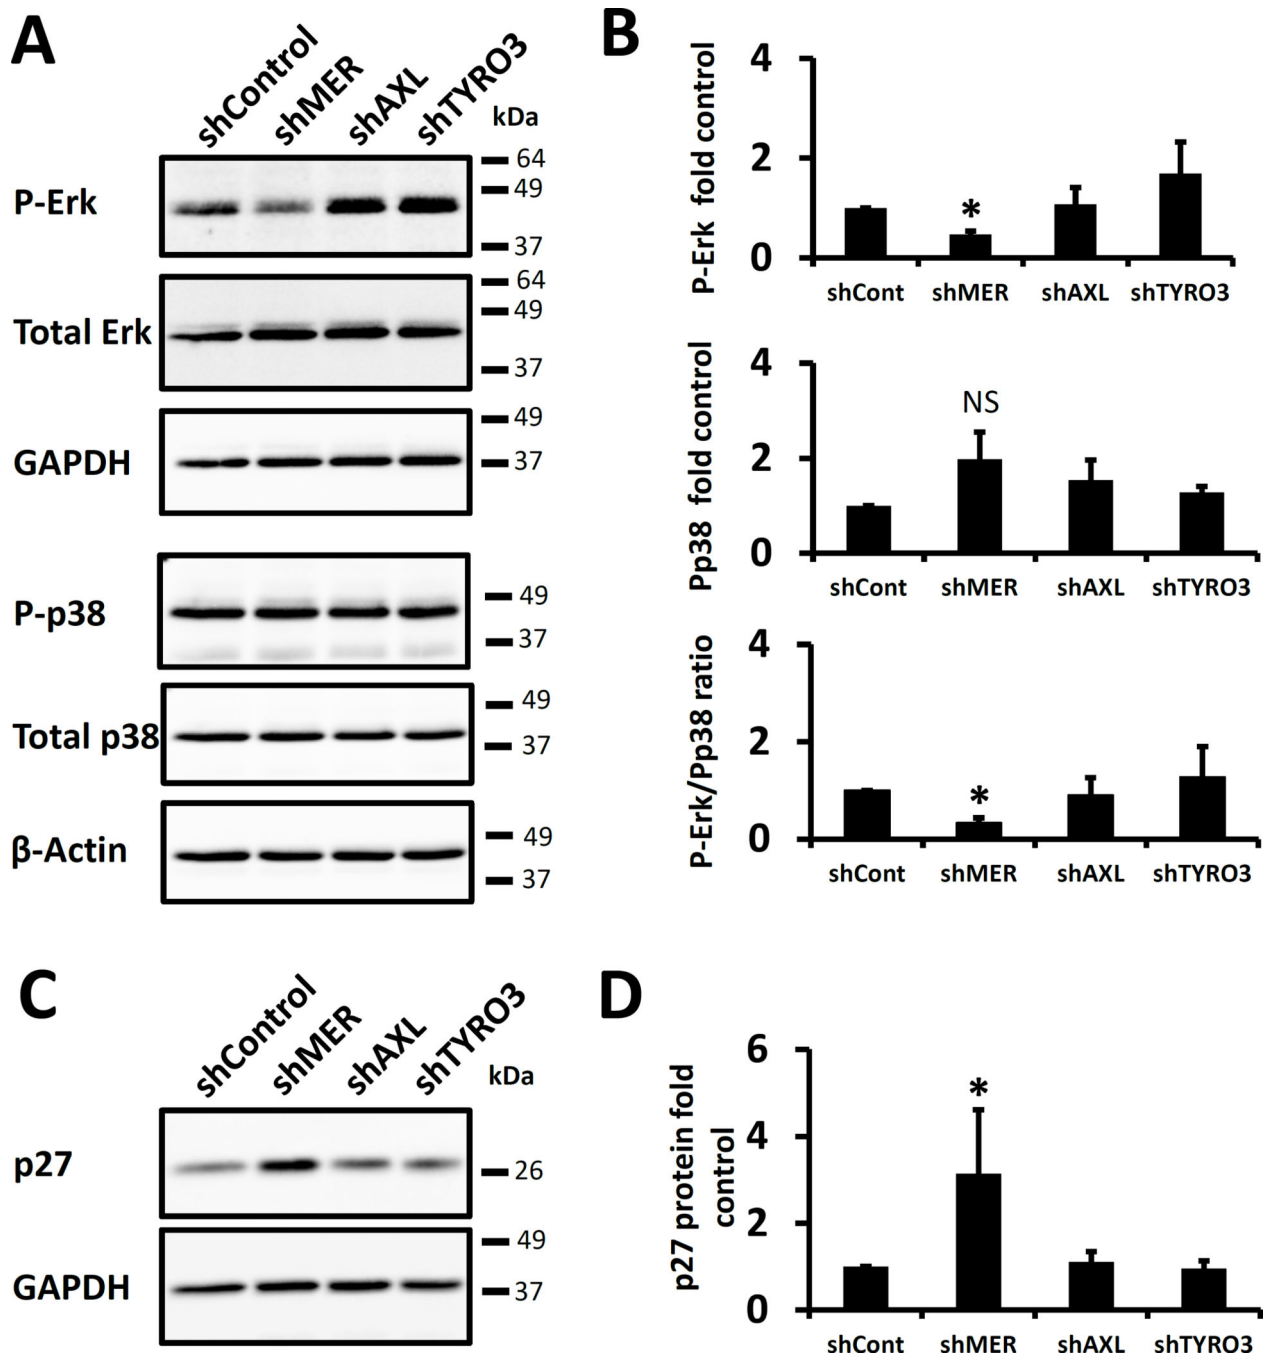 A
shControl
shMER
shAXL
shTYRO3
kDa
P-Erk
64
49
37
Total Erk
64
49
37
GAPDH
49
37
P-p38
49
37
Total p38
49
37
β-Actin
49
37
B
P-Erk fold control
4
2
0
*
shCont shMER shAXL shTYRO3
Pp38 fold control
4
2
0
NS
shCont shMER shAXL shTYRO3
P-Erk/Pp38 ratio
4
2
0
*
shCont shMER shAXL shTYRO3
C
shControl
shMER
shAXL
shTYRO3
kDa
p27
26
GAPDH
49
37
D
p27 protein fold
control
6
4
2
0
*
shCont shMER shAXL shTYRO3